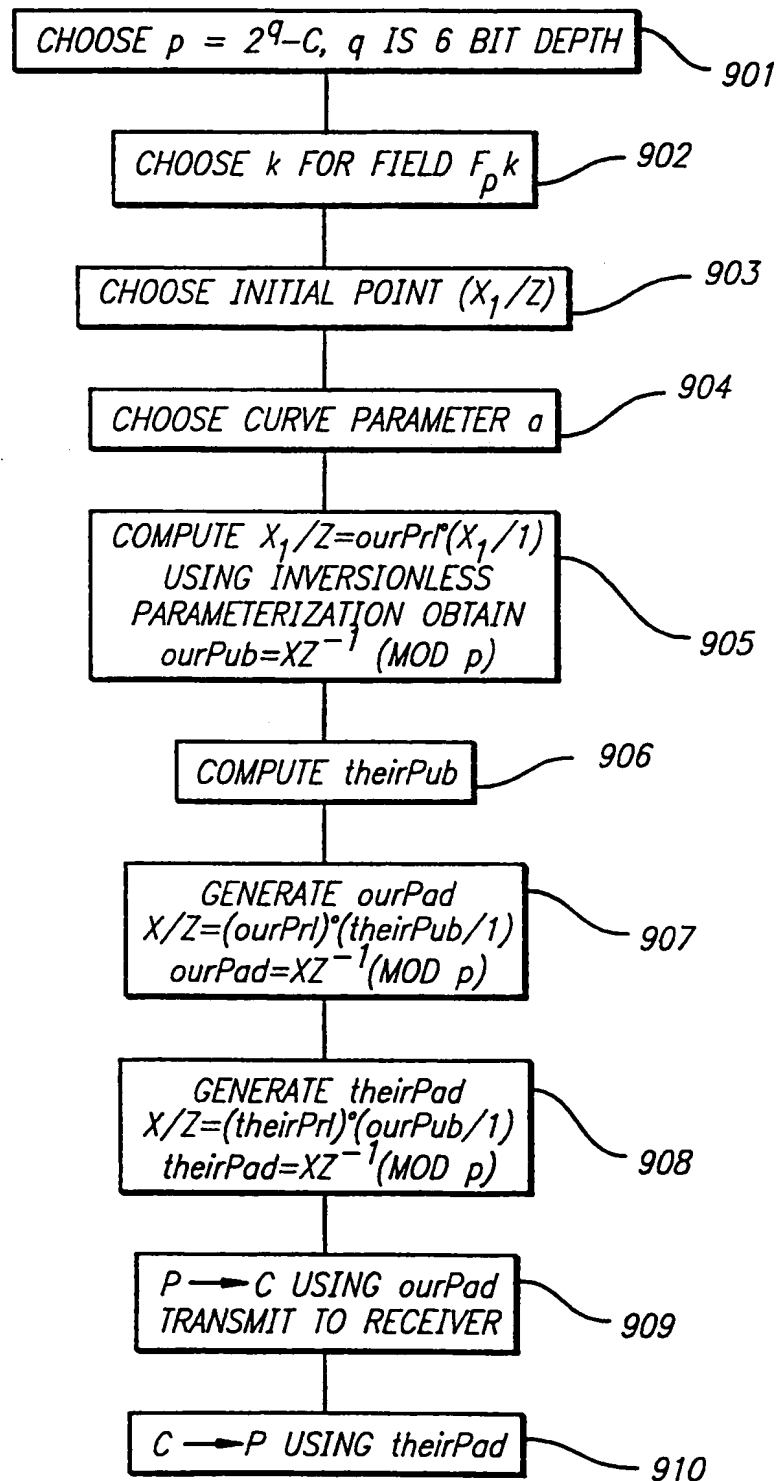 CHOOSE p = 2^q-C, q IS 6 BIT DEPTH
901
CHOOSE k FOR FIELD F_p k
902
CHOOSE INITIAL POINT (X_1/Z)
903
CHOOSE CURVE PARAMETER a
904
COMPUTE X_1/Z=ourPrI°(X_1/1)
USING INVERSIONLESS
PARAMETERIZATION OBTAIN
ourPub=XZ^-1 (MOD p)
905
COMPUTE theirPub
906
GENERATE ourPad
X/Z=(ourPrI)°(theirPub/1)
ourPad=XZ^-1(MOD p)
907
GENERATE theirPad
X/Z=(theirPrI)°(ourPub/1)
theirPad=XZ^-1(MOD p)
908
P → C USING ourPad
TRANSMIT TO RECEIVER
909
C → P USING theirPad
910